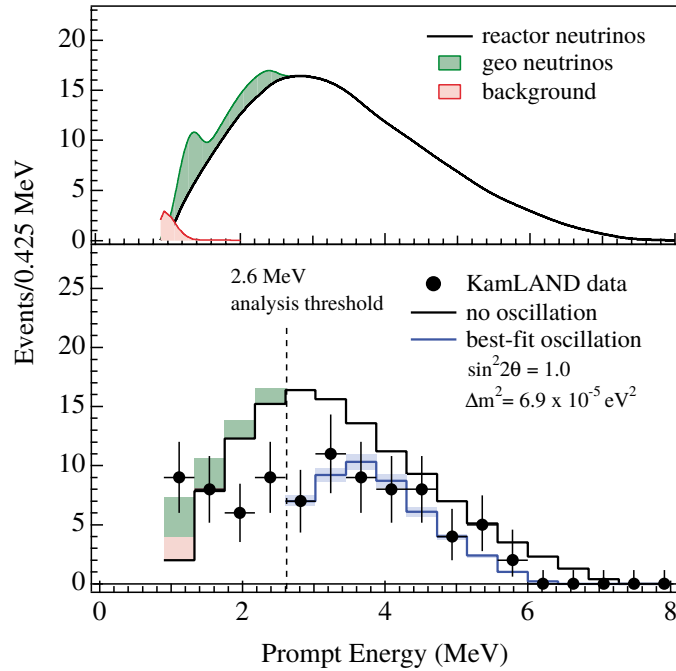 20
15
10
5
0
reactor neutrinos
geo neutrinos
background
Events/0.425 MeV
25
20
15
10
5
0
2.6 MeV
analysis threshold
KamLAND data
no oscillation
best-fit oscillation
sin²2θ = 1.0
Δm²= 6.9 x 10⁻⁵ eV²
0 2 4 6 8
Prompt Energy (MeV)